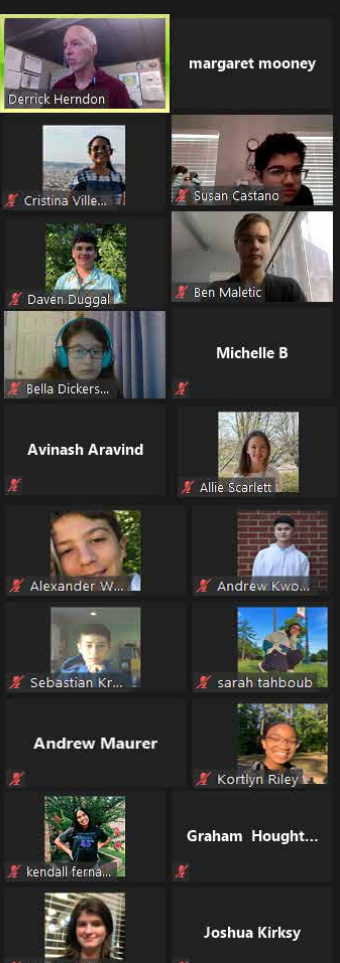 Derrick Herndon
margaret mooney
Cristina Ville...
Susan Castano
Daven Duggal
Ben Maletic
Bella Dickers...
Michelle B
Avinash Aravind
Allie Scarlett
Alexander W...
Andrew Kwo...
Sebastian Kr...
sarah tahboub
Andrew Maurer
Kortlyn Riley
kendall ferna...
Graham Hought...
Joshua Kirksy